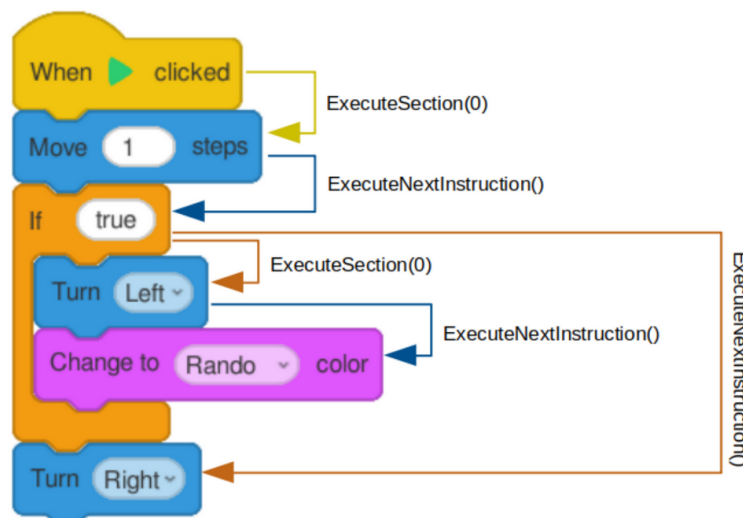 When clicked
ExecuteSection(0)
Move 1 steps
ExecuteNextInstruction()
If true
ExecuteSection(0)
Turn Left
ExecuteNextInstruction()
Change to Rando color
ExecuteNextInstruction()
Turn Right